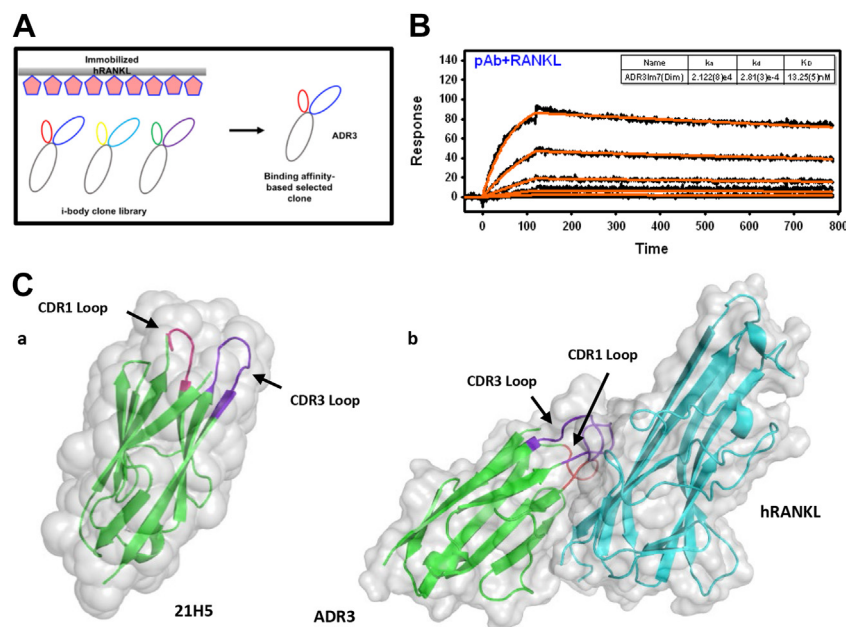 A
Immobilized
hRANKL
ADR3
i-body clone library
Binding affinity-
based selected
clone
B
pAb+RANKL
Name ka kd KD
ADR3Im7(Dim) 2.122(8)e4 2.81(3)e-4 13.25(5)nM
Response
140
120
100
80
60
40
20
0
0 100 200 300 400 500 600 700 800
Time
C
a
CDR1 Loop
CDR3 Loop
21H5
b
CDR1 Loop
CDR3 Loop
hRANKL
ADR3